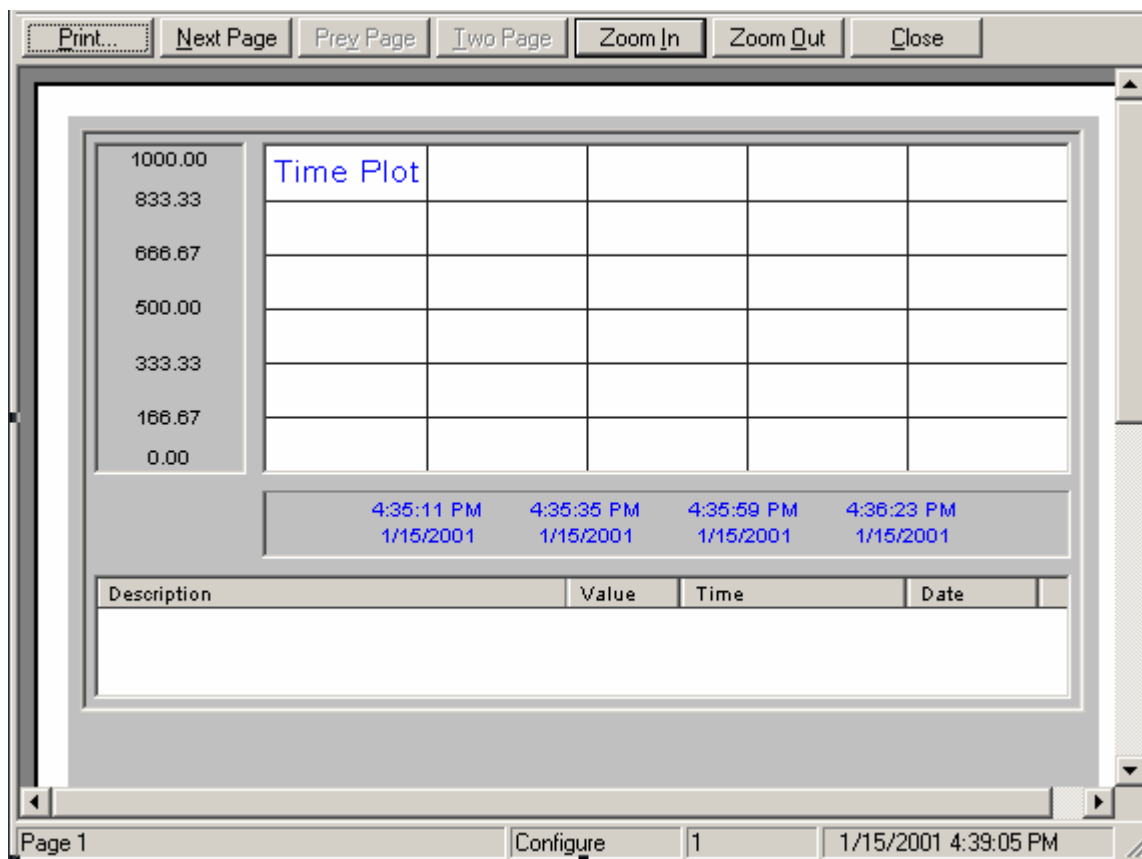 Print... Next Page Prev Page Two Page Zoom In Zoom Out Close
1000.00
Time Plot
833.33
666.67
500.00
333.33
166.67
0.00
4:35:11 PM 4:35:35 PM 4:35:59 PM 4:36:23 PM
1/15/2001 1/15/2001 1/15/2001 1/15/2001
Description Value Time Date
Page 1 Configure 1 1/15/2001 4:39:05 PM